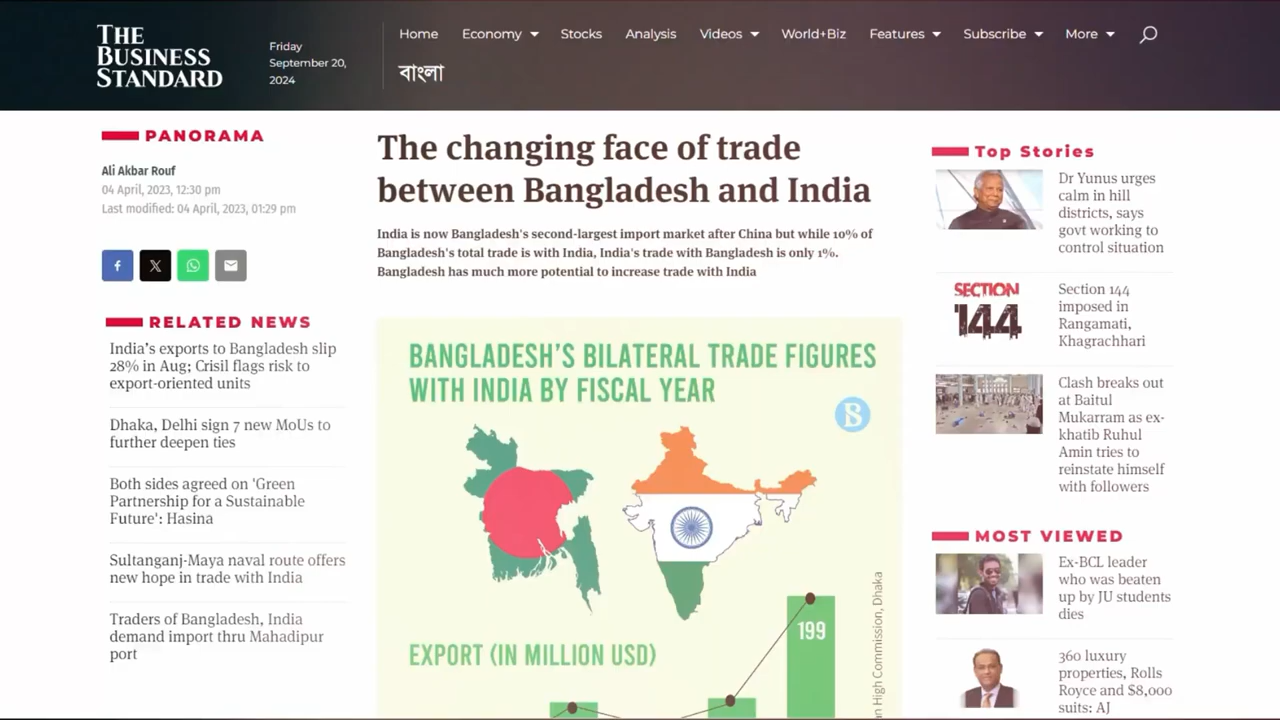 THE
BUSINESS
STANDARD
Friday
September 20,
2024
Home Economy Stocks Analysis Videos World+Biz Features Subscribe More
বাংলা
PANORAMA
Ali Akbar Rouf
04 April, 2023, 12:30 pm
Last modified: 04 April, 2023, 01:29 pm
RELATED NEWS
India’s exports to Bangladesh slip
28% in Aug; Crisil flags risk to
export-oriented units
Dhaka, Delhi sign 7 new MoUs to
further deepen ties
Both sides agreed on 'Green
Partnership for a Sustainable
Future': Hasina
Sultanganj-Maya naval route offers
new hope in trade with India
Traders of Bangladesh, India
demand import thru Mahadipur
port
The changing face of trade
between Bangladesh and India
India is now Bangladesh's second-largest import market after China but while 10% of
Bangladesh's total trade is with India, India's trade with Bangladesh is only 1%.
Bangladesh has much more potential to increase trade with India
BANGLADESH'S BILATERAL TRADE FIGURES
WITH INDIA BY FISCAL YEAR
EXPORT (IN MILLION USD)
199
High Commission, Dhaka
Top Stories
Dr Yunus urges
calm in hill
districts, says
govt working to
control situation
SECTION
144
Section 144
imposed in
Rangamati,
Khagrachhari
Clash breaks out
at Baitul
Mukarram as ex-
khatib Ruhul
Amin tries to
reinstate himself
with followers
MOST VIEWED
Ex-BCL leader
who was beaten
up by JU students
dies
360 luxury
properties, Rolls
Royce and $8,000
suits: AJ